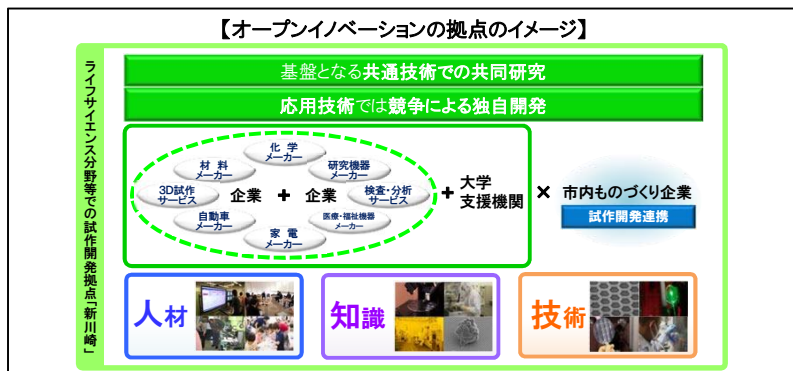 【オープンイノベーションの拠点のイメージ】
ライフサイエンス分野等での試作開発拠点「新川崎」
基盤となる共通技術での共同研究
応用技術では競争による独自開発
化 学
メーカー
材 料
メーカー
研究機器
メーカー
3D試作
サービス
企業 + 企業
検査・分析
サービス
自動車
メーカー
医療・福祉機器
メーカー
家 電
メーカー
+ 大学
支援機関
× 市内ものづくり企業
試作開発連携
人材
知識
技術